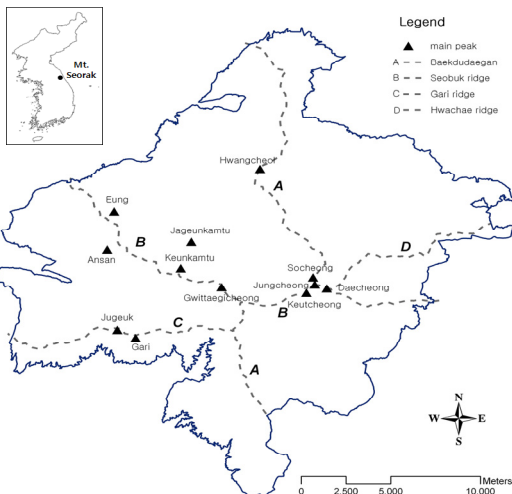 Mt.
Seorak
Legend
main peak
A Daekdudaegan
B Seobuk ridge
C Gari ridge
D Hwachae ridge
Hwangcheol
A
Eung
Jageunkamtu
B
D
Ansan
Keunkamtu
Socheong
Jungcheong
Daecheong
Gwittaegicheong
Keutcheong
B
Jugeuk
C
Gari
A
N
W E
S
Meters
0 2.500 5.000 10.000